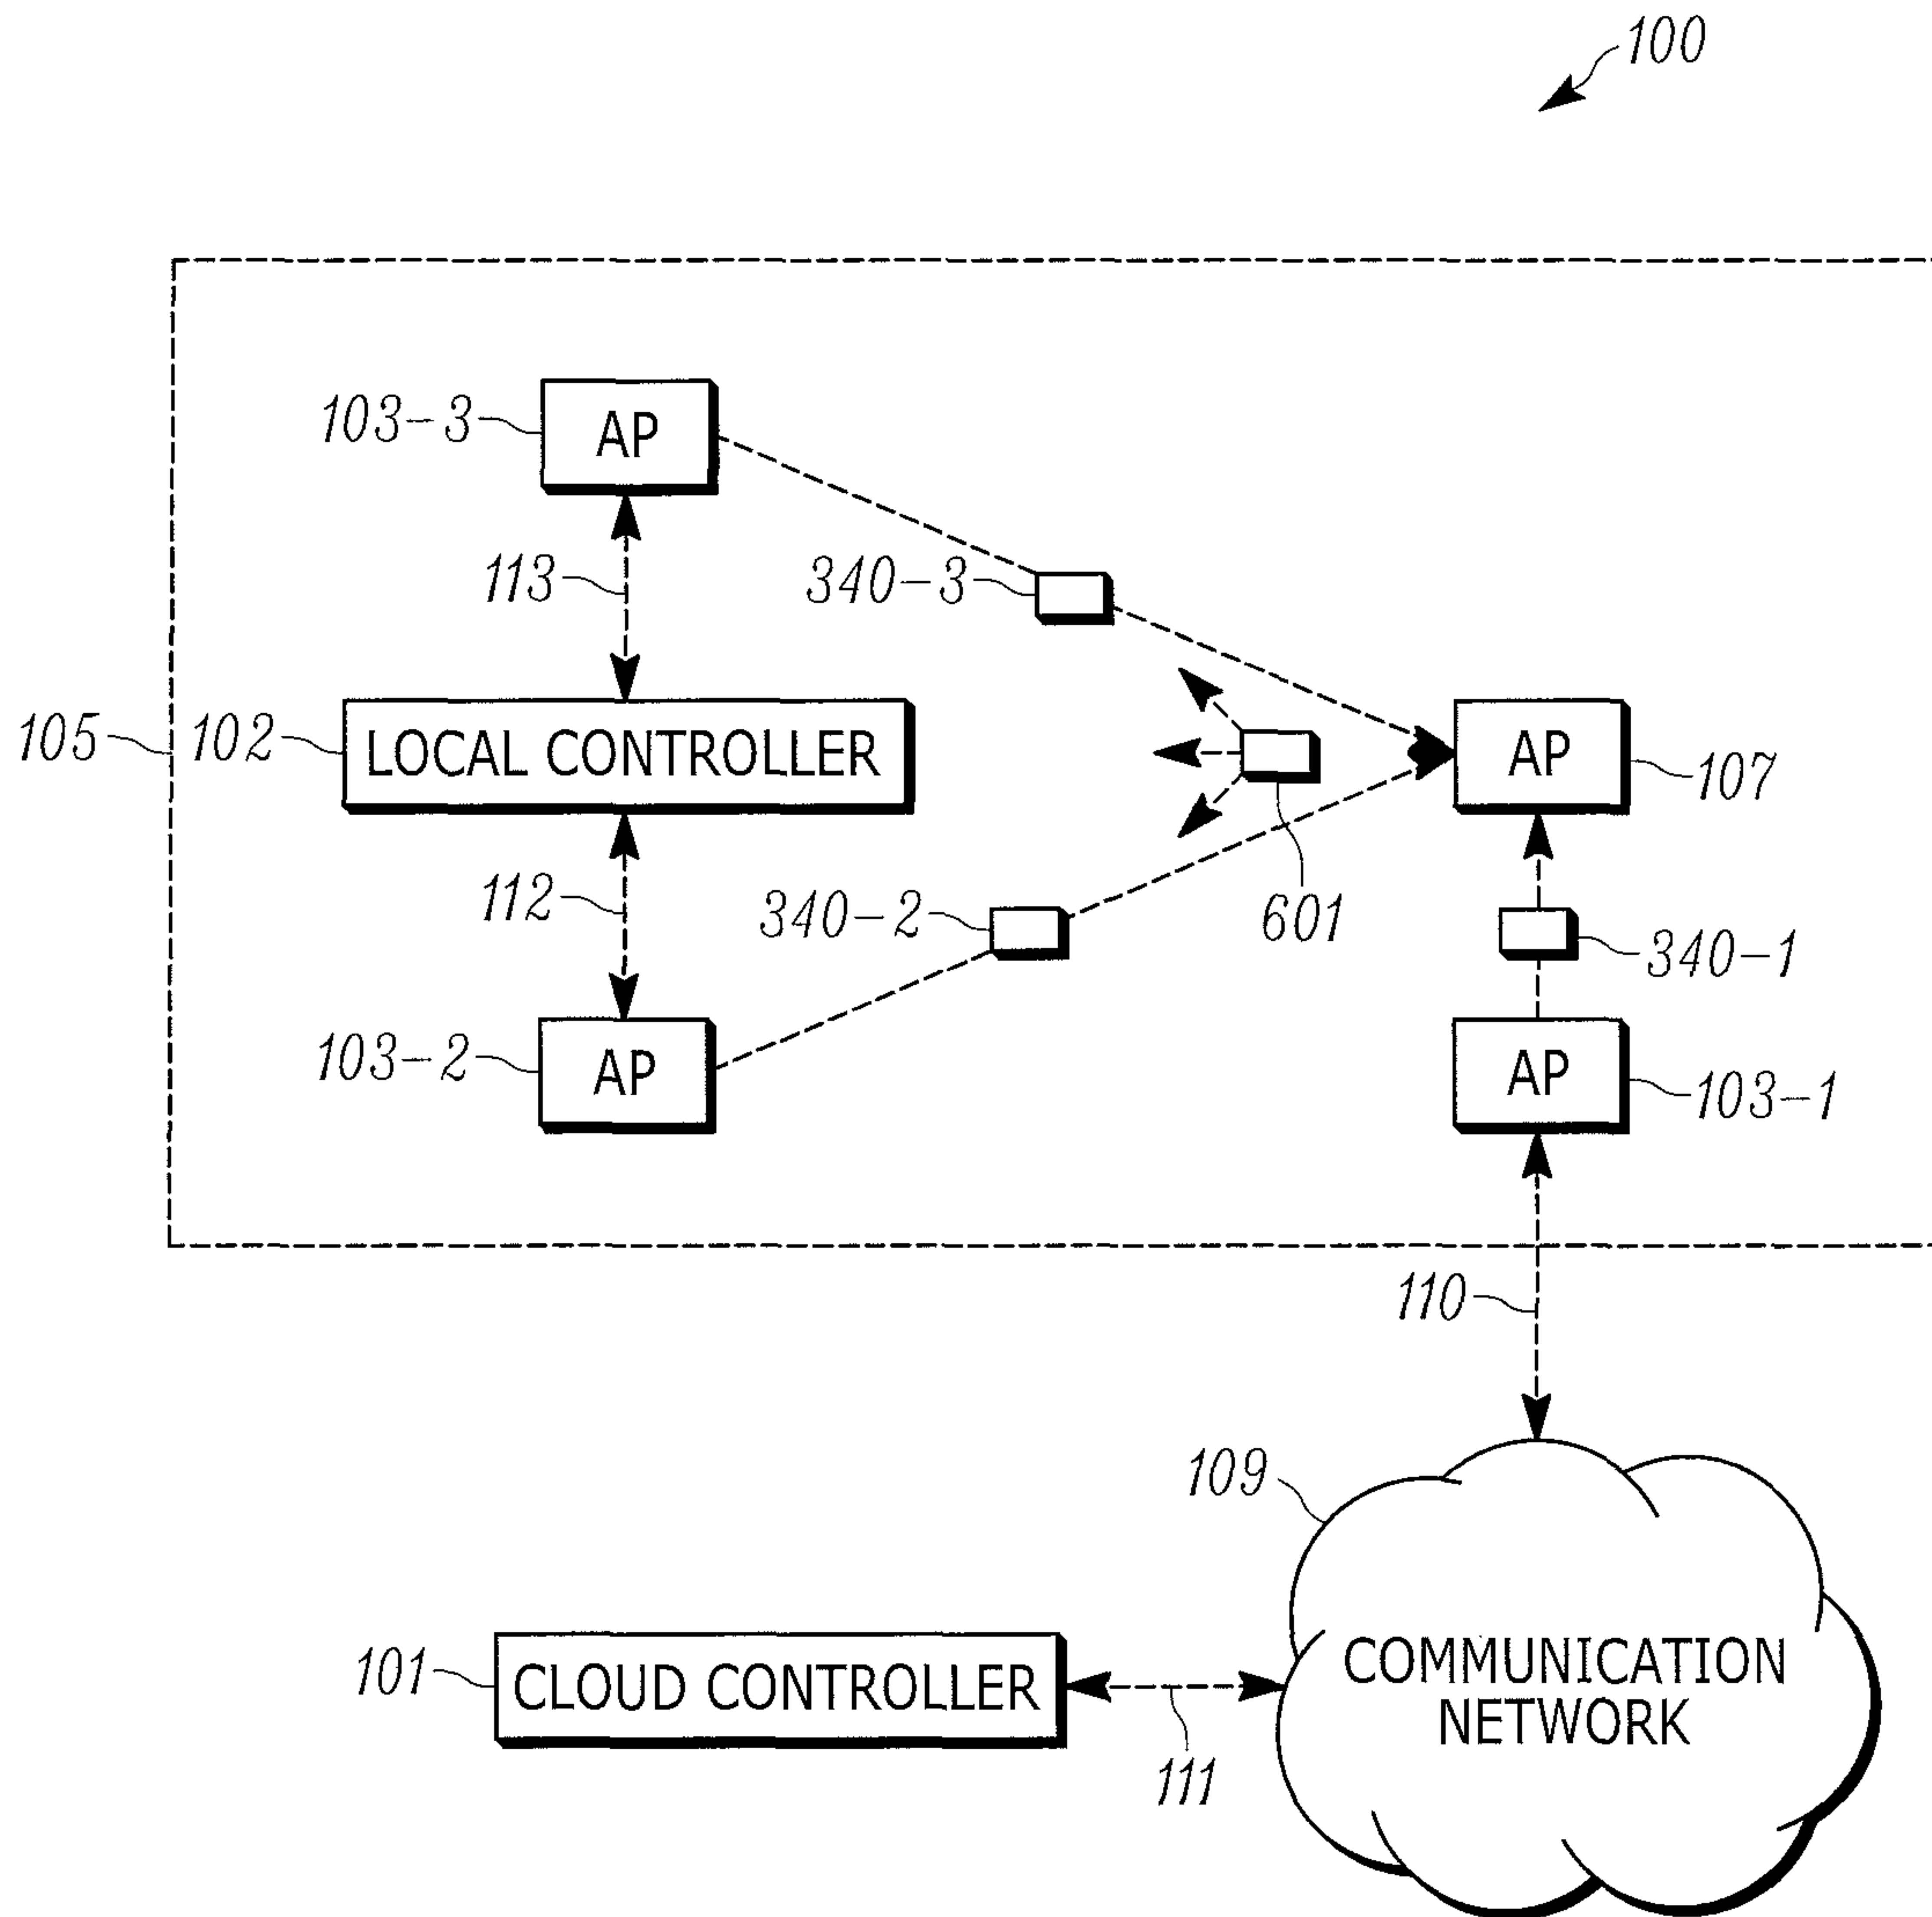 100
103-3
AP
113
340-3
105
102
LOCAL CONTROLLER
AP
107
112
340-2
601
340-1
103-2
AP
AP
103-1
110
109
101
CLOUD CONTROLLER
111
COMMUNICATION
NETWORK